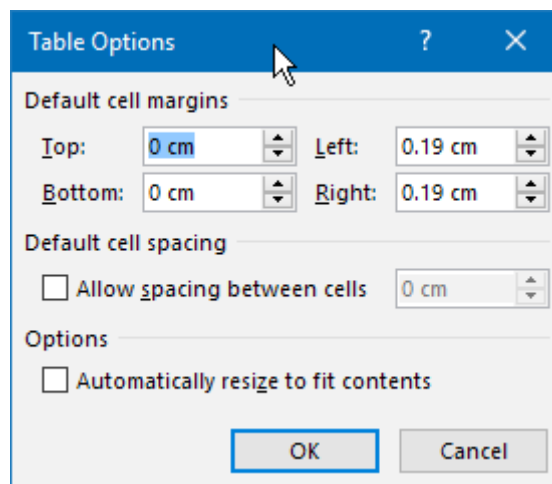 Table Options ? ×
Default cell margins
Top: 0 cm Left: 0.19 cm
Bottom: 0 cm Right: 0.19 cm
Default cell spacing
Allow spacing between cells 0 cm
Options
Automatically resize to fit contents
OK Cancel